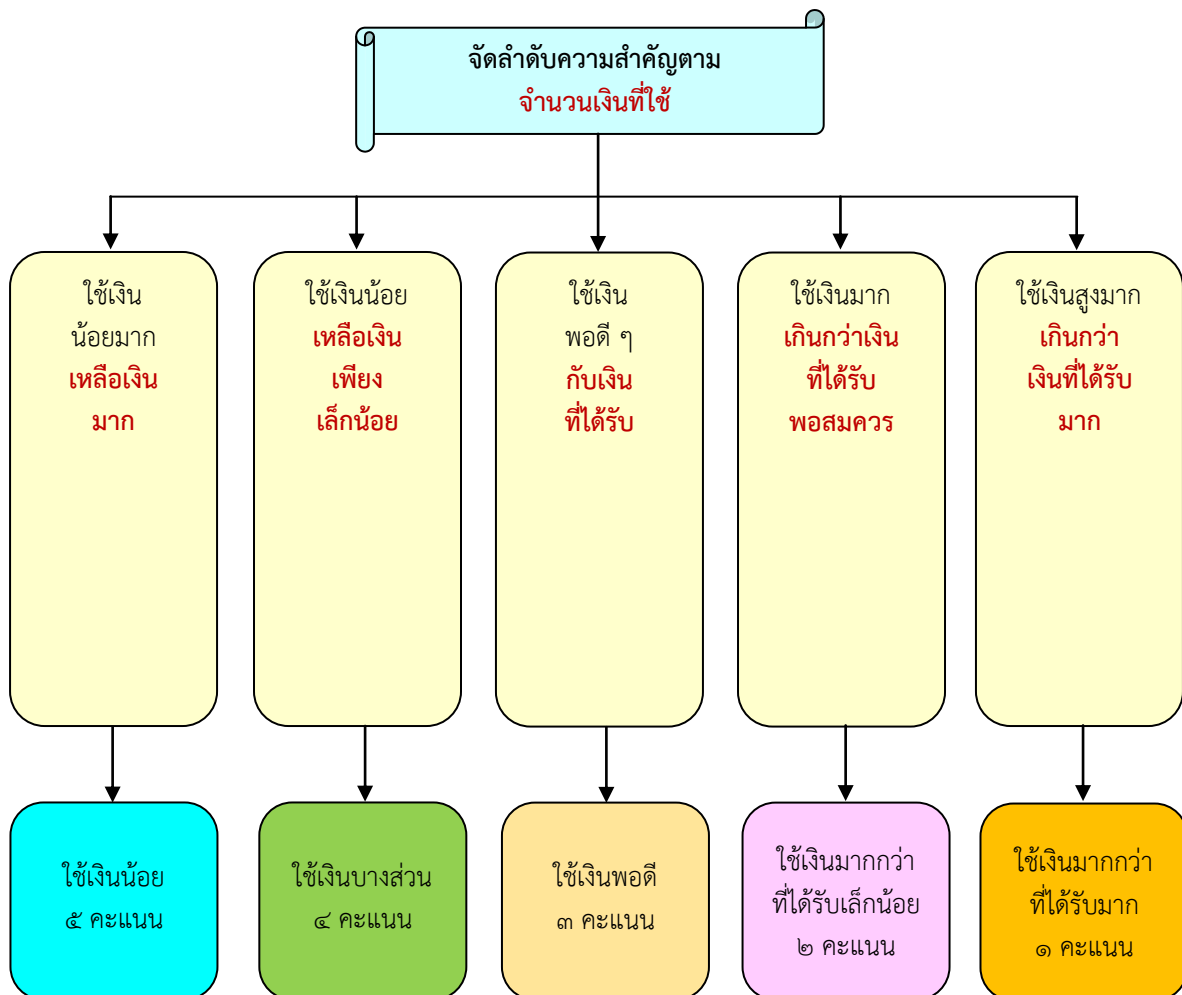 จัดลำดับความสำคัญตาม
จำนวนเงินที่ใช้
ใช้เงิน
น้อยมาก
เหลือเงิน
มาก
ใช้เงินน้อย
เหลือเงิน
เพียง
เล็กน้อย
ใช้เงิน
พอดี ๆ
กับเงิน
ที่ได้รับ
ใช้เงินมาก
เกินกว่าเงิน
ที่ได้รับ
พอสมควร
ใช้เงินสูงมาก
เกินกว่า
เงินที่ได้รับ
มาก
ใช้เงินน้อย
๕ คะแนน
ใช้เงินบางส่วน
๔ คะแนน
ใช้เงินพอดี
๓ คะแนน
ใช้เงินมากกว่า
ที่ได้รับเล็กน้อย
๒ คะแนน
ใช้เงินมากกว่า
ที่ได้รับมาก
๑ คะแนน